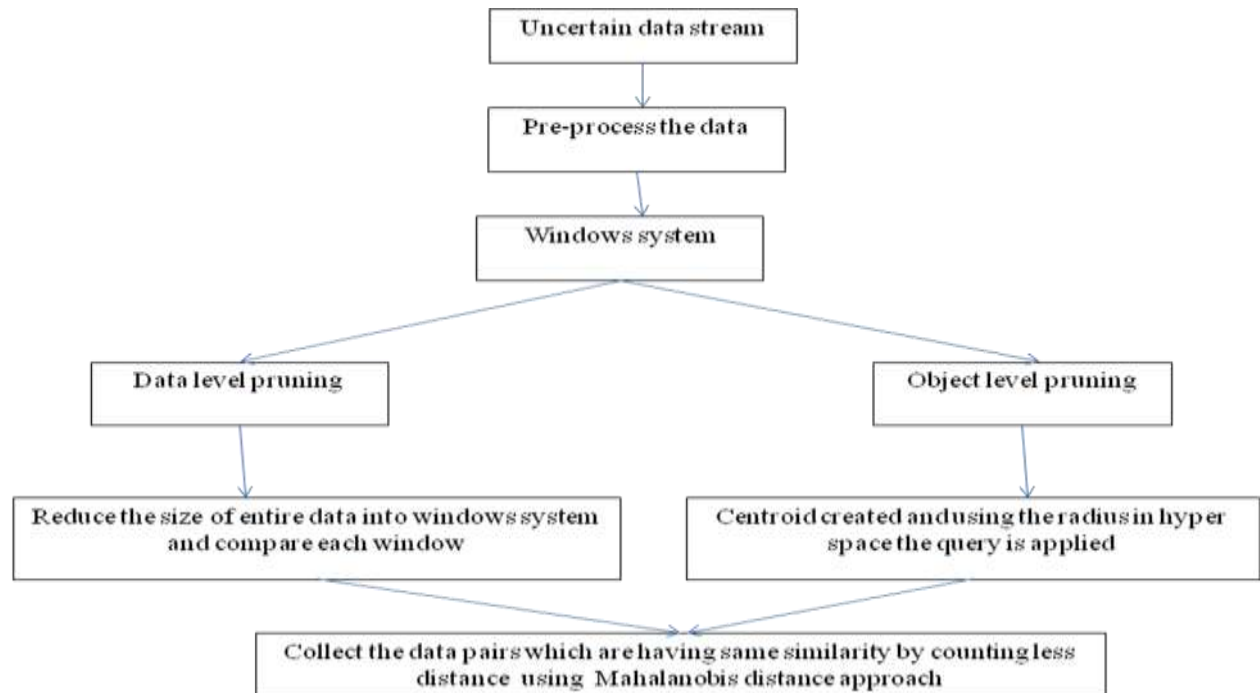 Uncertain data stream
Pre-process the data
Windows system
Data level pruning
Object level pruning
Reduce the size of entire data into windows system
and compare each window
Centroid created and using the radius in hyper
space the query is applied
Collect the data pairs which are having same similarity by counting less
distance using Mahalanobis distance approach